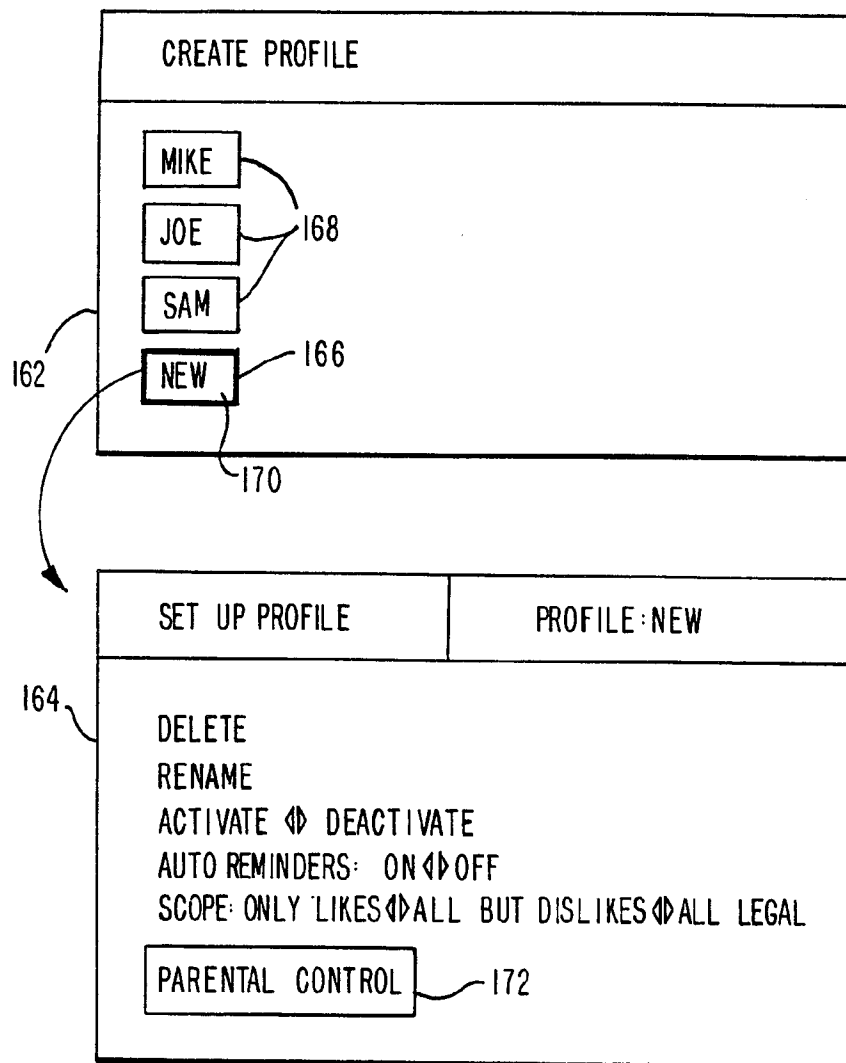 CREATE PROFILE
MIKE
JOE
168
SAM
162
NEW
166
170
SET UP PROFILE
PROFILE:NEW
164
DELETE
RENAME
ACTIVATE ◁▷ DEACTIVATE
AUTO REMINDERS: ON◁▷OFF
SCOPE: ONLY LIKES◁▷ALL BUT DISLIKES◁▷ALL LEGAL
PARENTAL CONTROL
172